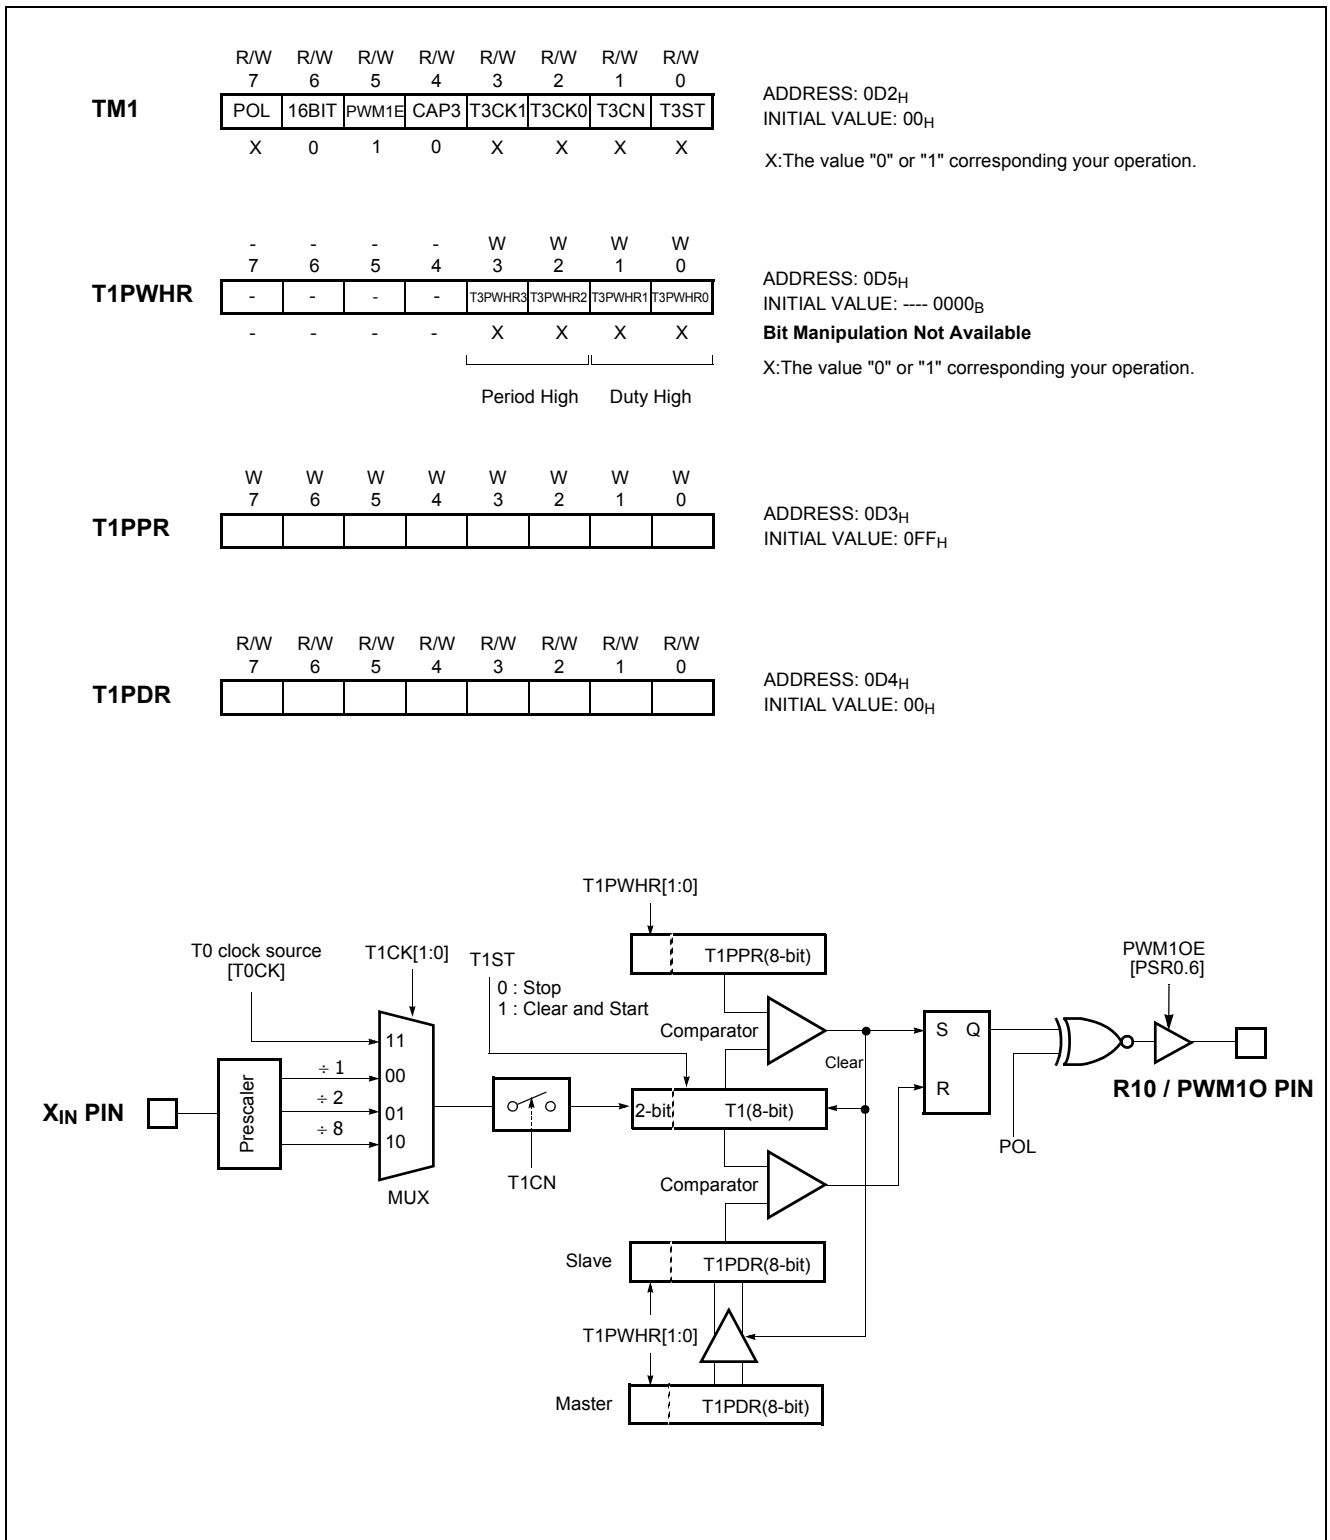 R/W R/W R/W R/W R/W R/W R/W R/W
7 6 5 4 3 2 1 0
TM1
POL 16BIT PWM1E CAP3 T3CK1 T3CK0 T3CN T3ST
X 0 1 0 X X X X
ADDRESS: 0D2H
INITIAL VALUE: 00H
X:The value "0" or "1" corresponding your operation.
- - - - W W W W
7 6 5 4 3 2 1 0
T1PWHR
- - - - T3PWHR3 T3PWHR2 T3PWHR1 T3PWHR0
- - - - X X X X
Period High Duty High
ADDRESS: 0D5H
INITIAL VALUE: ---- 0000B
Bit Manipulation Not Available
X:The value "0" or "1" corresponding your operation.
W W W W W W W W
7 6 5 4 3 2 1 0
T1PPR
ADDRESS: 0D3H
INITIAL VALUE: 0FFH
R/W R/W R/W R/W R/W R/W R/W R/W
7 6 5 4 3 2 1 0
T1PDR
ADDRESS: 0D4H
INITIAL VALUE: 00H
T1PWHR[1:0]
T0 clock source
[T0CK]
T1CK[1:0]
T1ST
0 : Stop
1 : Clear and Start
T1PPR(8-bit)
PWM1OE
[PSR0.6]
Comparator
Clear
S Q
R
11
÷ 1
00
÷ 2
01
÷ 8
10
XIN PIN
Prescaler
MUX
T1CN
2-bit T1(8-bit)
R10 / PWM1O PIN
POL
Comparator
Slave
T1PDR(8-bit)
T1PWHR[1:0]
Master
T1PDR(8-bit)